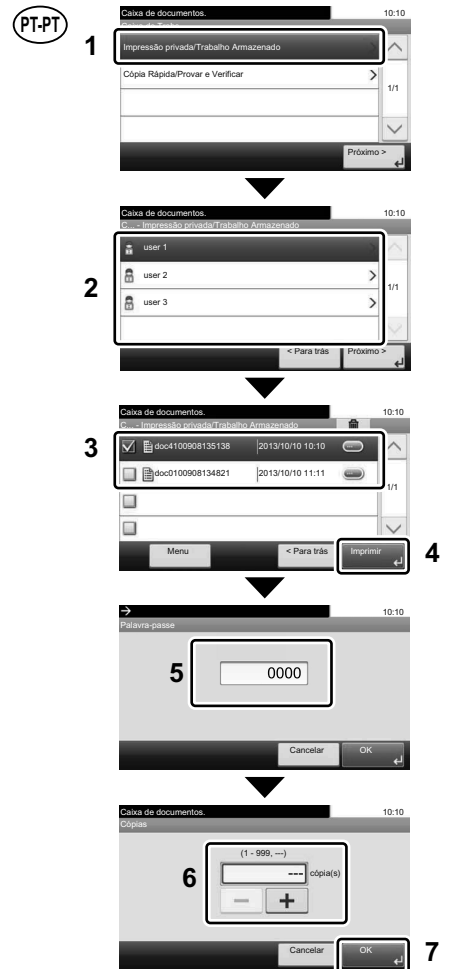 PT-PT
1
Caixa de documentos. 10:10
Caixa de Trabs.
Impressão privada/Trabalho Armazenado
Cópia Rápida/Provar e Verificar
1/1
Próximo >
2
Caixa de documentos. 10:10
C... - Impressão privada/Trabalho Armazenado
user 1
user 2
user 3
1/1
< Para trás Próximo >
3
Caixa de documentos. 10:10
C... - Impressão privada/Trabalho Armazenado
doc4100908135138 2013/10/10 10:10 ...
doc0100908134821 2013/10/10 11:11 ...
1/1
Menu < Para trás Imprimir 4
10:10
Palavra-passe
5 0000
Cancelar OK
Caixa de documentos. 10:10
Cópias
(1 - 999, ---)
6 --- cópia(s)
− +
Cancelar OK 7